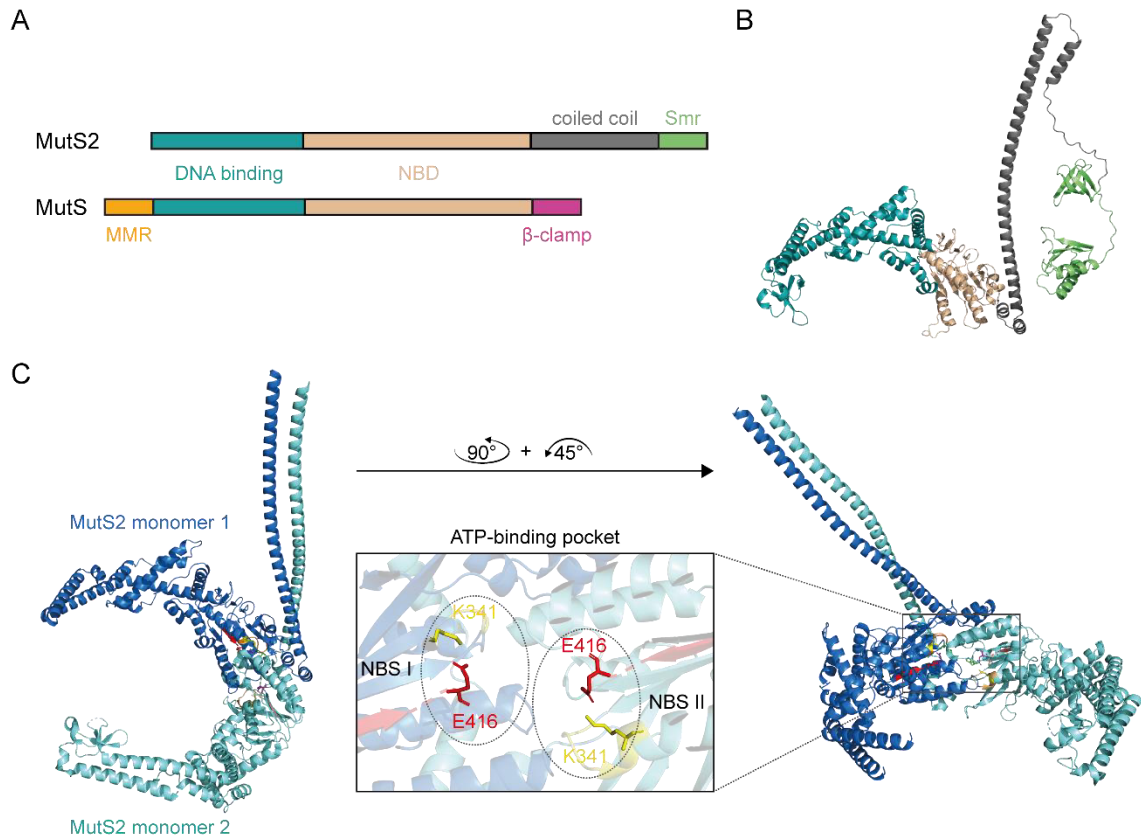 A
B
coiled coil
Smr
MutS2
DNA binding
NBD
MutS
MMR
β-clamp
C
90° + 45°
MutS2 monomer 1
ATP-binding pocket
K341
E416
NBS I
NBS II
E416
K341
MutS2 monomer 2